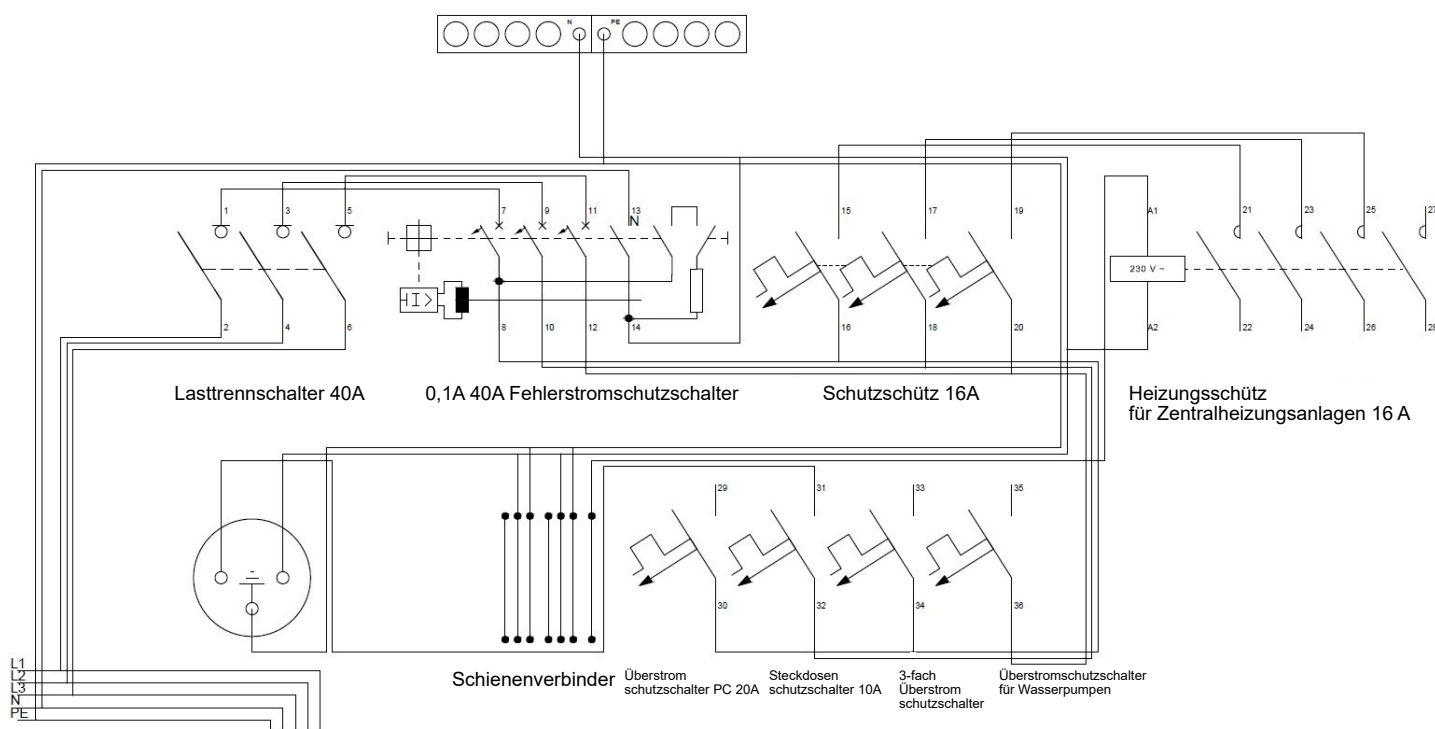 N PE
1 3 5 7 9 11 13 15 17 19 A1 21 23 25 27
N
230 V ~
I>
2 4 6 8 10 12 14 16 18 20 A2 22 24 26 28
Lasttrennschalter 40A
0,1A 40A Fehlerstromschutzschalter
Schutzschütz 16A
Heizungsschütz
für Zentralheizungsanlagen 16 A
29 31 33 35
30 32 34 36
Schienenverbinder
Überstrom
schutzschalter PC 20A
Steckdosen
schutzschalter 10A
3-fach
Überstrom
schutzschalter
Überstromschutzschalter
für Wasserpumpen
L1
L2
L3
N
PE